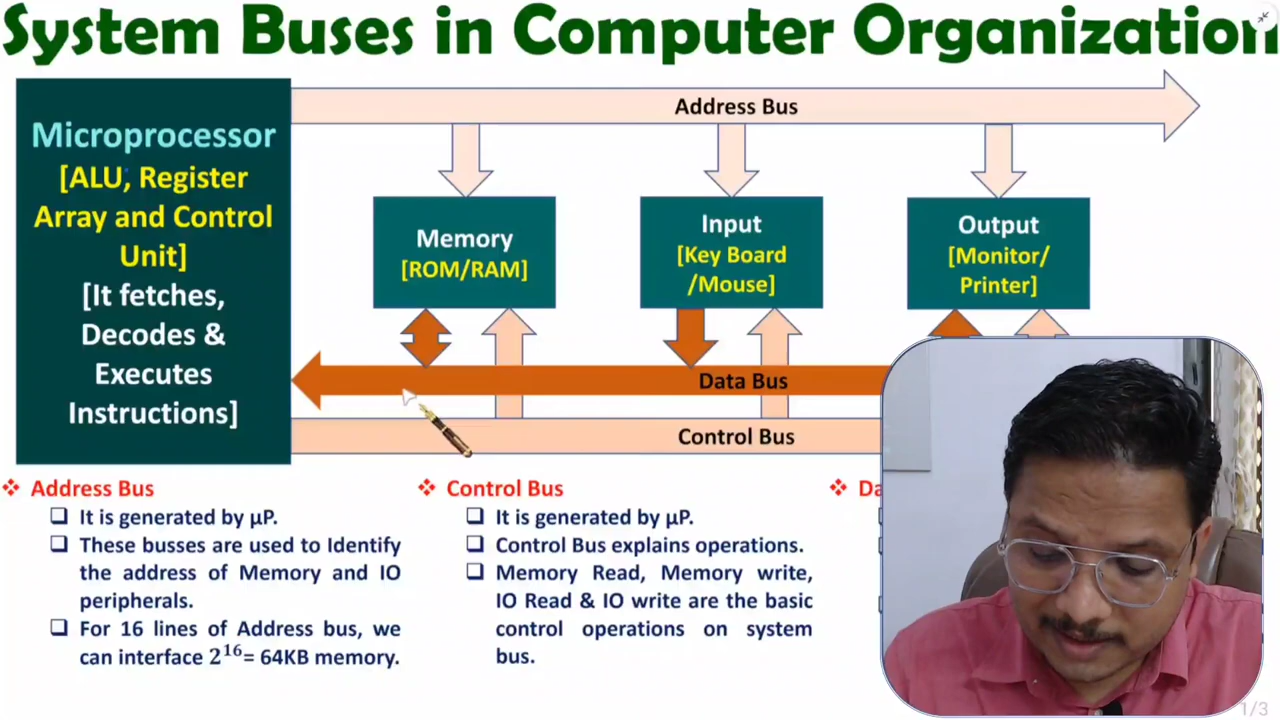 System Buses in Computer Organization
Address Bus
Microprocessor
[ALU, Register
Array and Control
Unit]
[It fetches,
Decodes &
Executes
Instructions]
Memory
[ROM/RAM]
Input
[Key Board
/Mouse]
Output
[Monitor/
Printer]
Data Bus
Control Bus
❖ Address Bus
❑ It is generated by μP.
❑ These busses are used to Identify
the address of Memory and IO
peripherals.
❑ For 16 lines of Address bus, we
can interface 2¹⁶= 64KB memory.
❖ Control Bus
❑ It is generated by μP.
❑ Control Bus explains operations.
❑ Memory Read, Memory write,
IO Read & IO write are the basic
control operations on system
bus.
❖ Da
1/3